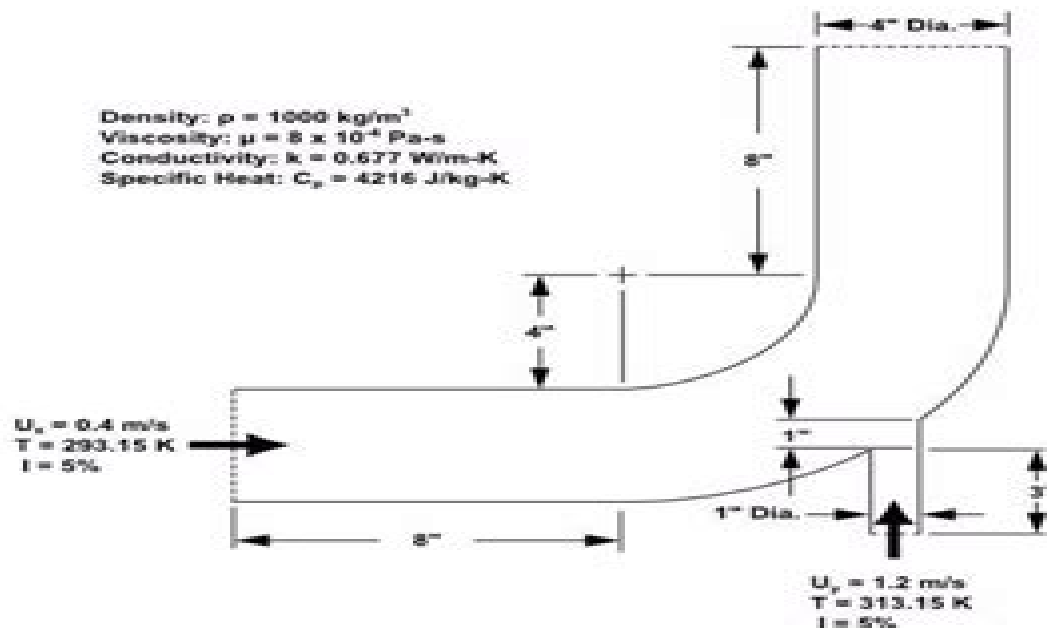 4" Dia.
Density: ρ = 1000 kg/m³
Viscosity: μ = 8 x 10⁻⁴ Pa-s
Conductivity: k = 0.677 W/m-K
Specific Heat: Cₚ = 4216 J/kg-K
8"
4"
Uₓ = 0.4 m/s
T = 293.15 K
I = 5%
1"
1" Dia.
8"
Uᵧ = 1.2 m/s
T = 313.15 K
I = 5%